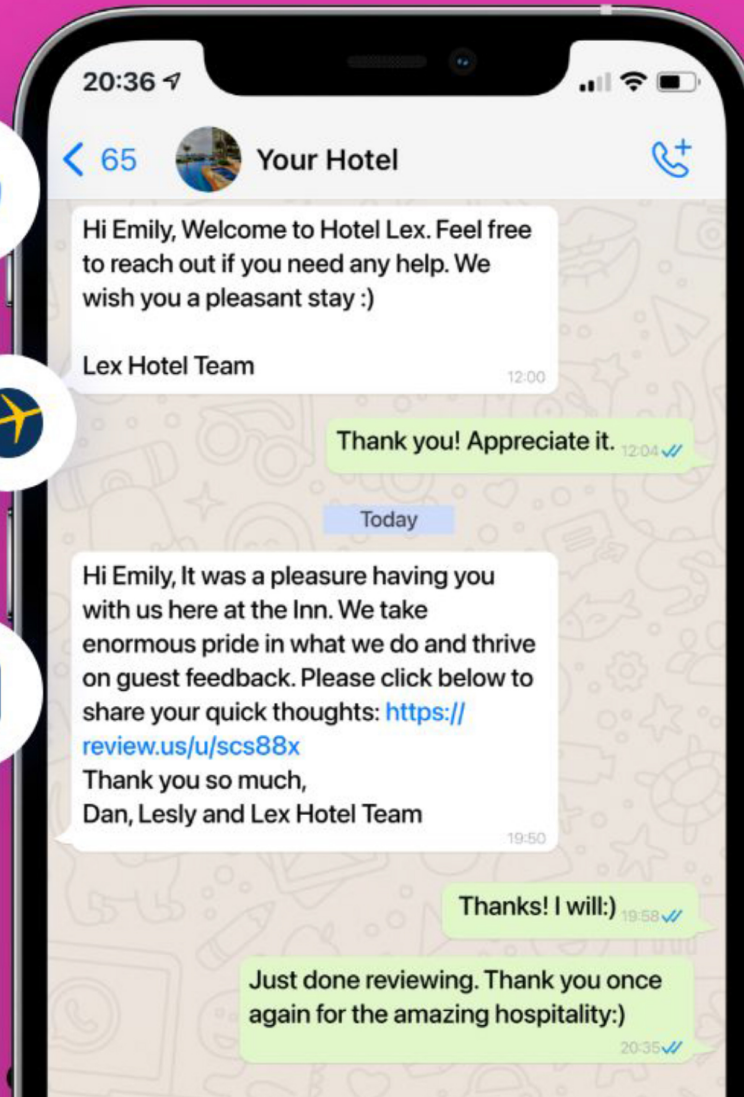 20:36
65
Your Hotel
Hi Emily, Welcome to Hotel Lex. Feel free
to reach out if you need any help. We
wish you a pleasant stay :)
Lex Hotel Team
12:00
Thank you! Appreciate it. 12:04
Today
Hi Emily, It was a pleasure having you
with us here at the Inn. We take
enormous pride in what we do and thrive
on guest feedback. Please click below to
share your quick thoughts: https://
review.us/u/scs88x
Thank you so much,
Dan, Lesly and Lex Hotel Team
19:50
Thanks! I will:) 19:58
Just done reviewing. Thank you once
again for the amazing hospitality:)
20:35